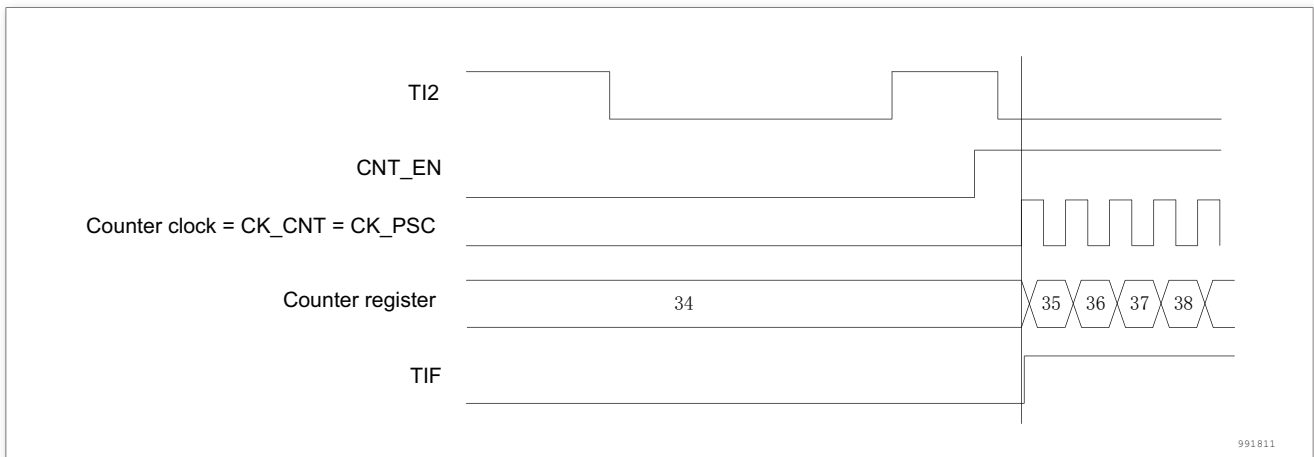 TI2
CNT_EN
Counter clock = CK_CNT = CK_PSC
Counter register 34 35 36 37 38
TIF
991811